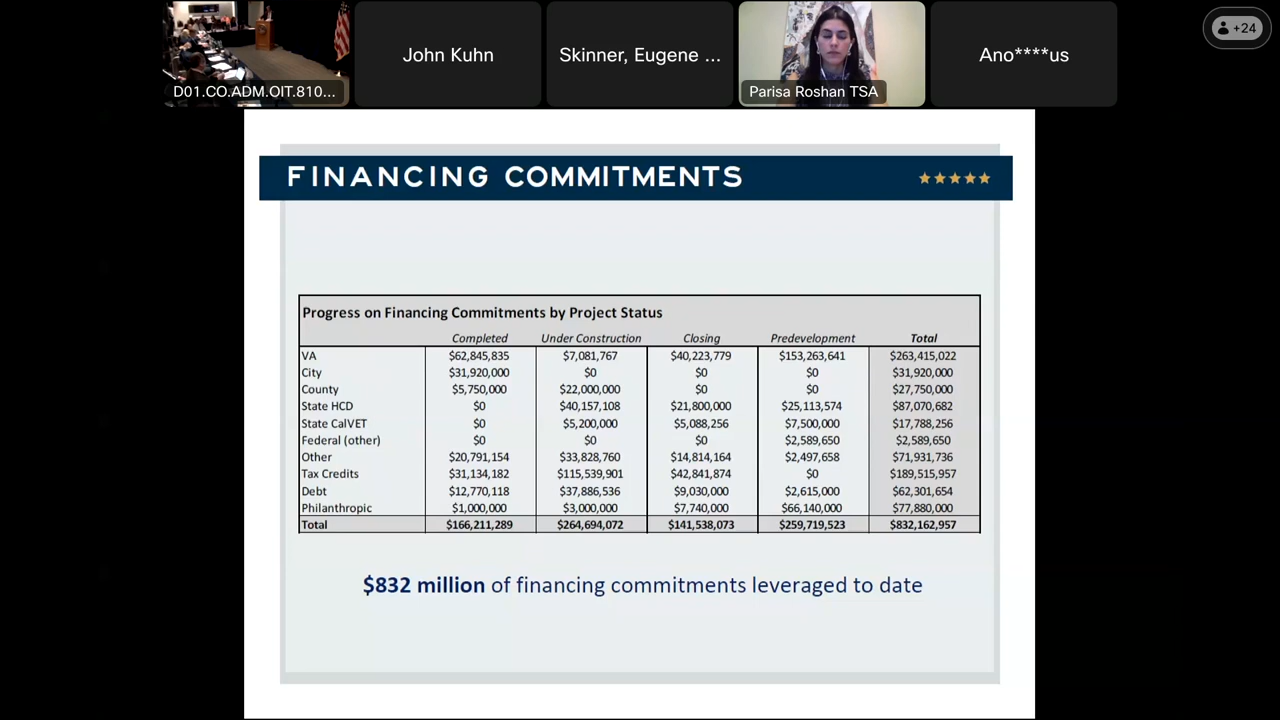 +24
John Kuhn
Skinner, Eugene ...
Ano****us
D01.CO.ADM.OIT.810...
Parisa Roshan TSA
FINANCING COMMITMENTS
Progress on Financing Commitments by Project Status
Completed Under Construction Closing Predevelopment Total
VA $62,845,835 $7,081,767 $40,223,779 $153,263,641 $263,415,022
City $31,920,000 $0 $0 $0 $31,920,000
County $5,750,000 $22,000,000 $0 $0 $27,750,000
State HCD $0 $40,157,108 $21,800,000 $25,113,574 $87,070,682
State CalVET $0 $5,200,000 $5,088,256 $7,500,000 $17,788,256
Federal (other) $0 $0 $0 $2,589,650 $2,589,650
Other $20,791,154 $33,828,760 $14,814,164 $2,497,658 $71,931,736
Tax Credits $31,134,182 $115,539,901 $42,841,874 $0 $189,515,957
Debt $12,770,118 $37,886,536 $9,030,000 $2,615,000 $62,301,654
Philanthropic $1,000,000 $3,000,000 $7,740,000 $66,140,000 $77,880,000
Total $166,211,289 $264,694,072 $141,538,073 $259,719,523 $832,162,957
$832 million of financing commitments leveraged to date